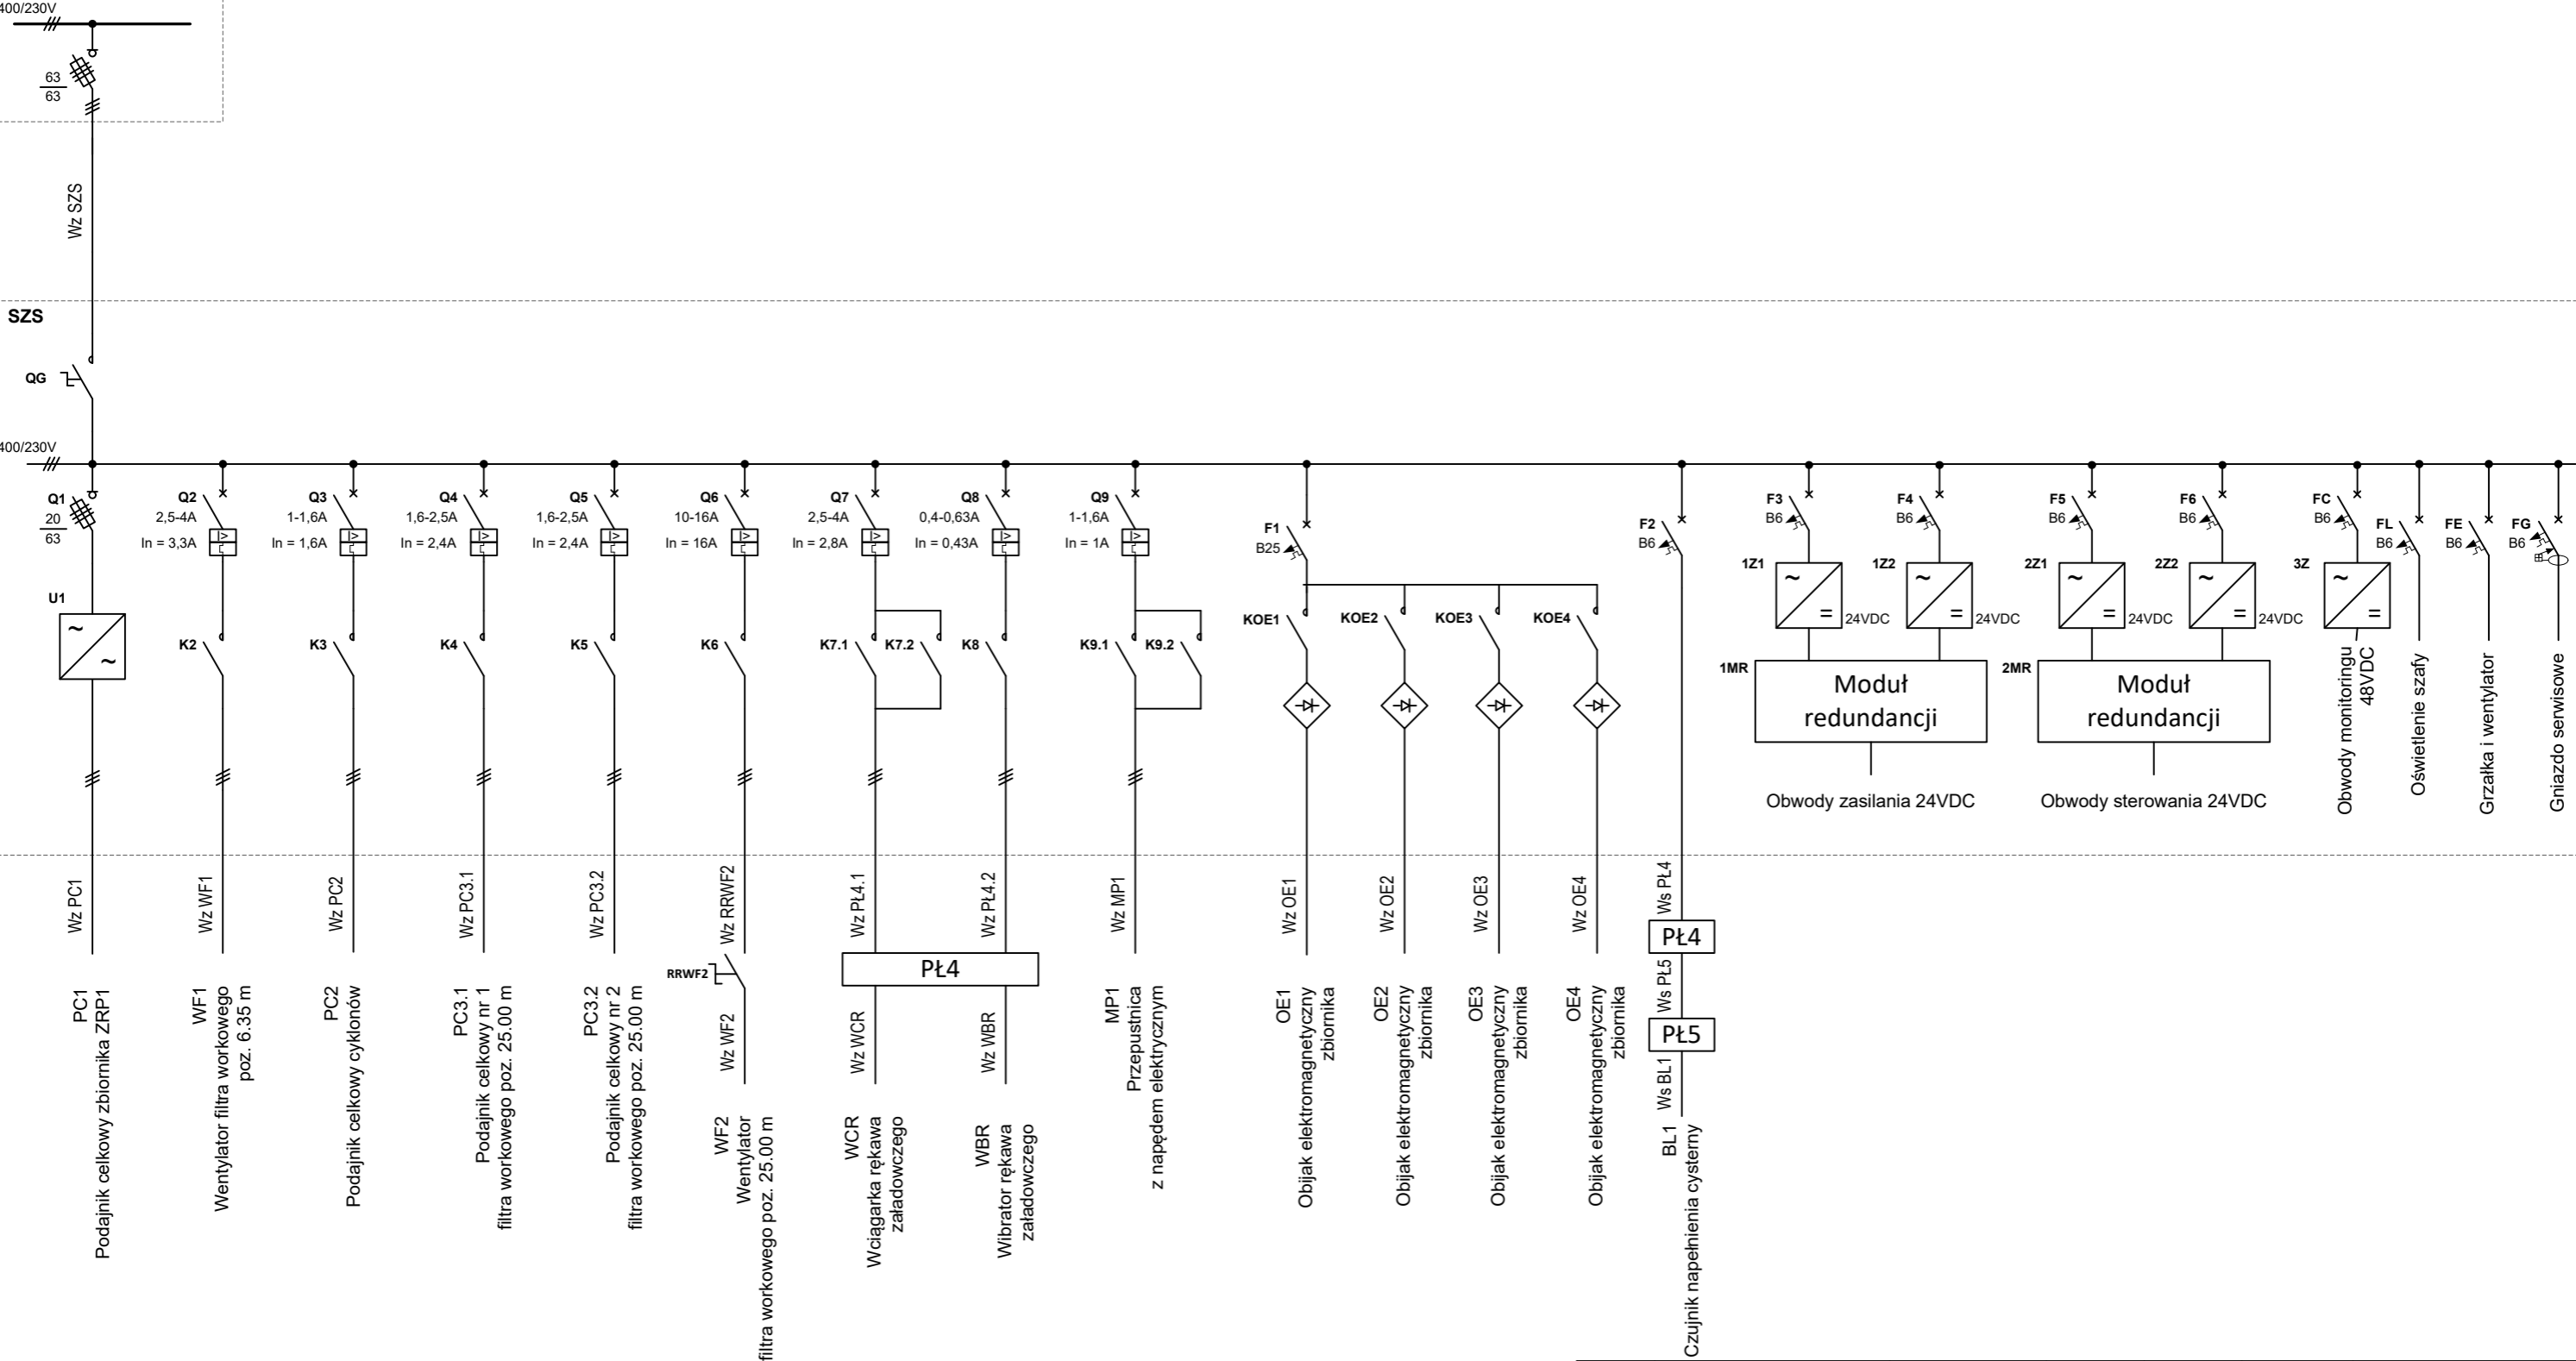 400/230V
63
63
Wz SZS
SZS
QG
400/230V
Q1
20
63
U1
Q2
2,5-4A
In = 3,3A
K2
Q3
1-1,6A
In = 1,6A
K3
Q4
1,6-2,5A
In = 2,4A
K4
Q5
1,6-2,5A
In = 2,4A
K5
Q6
10-16A
In = 16A
K6
Q7
2,5-4A
In = 2,8A
K7.1
K7.2
Q8
0,4-0,63A
In = 0,43A
K8
Q9
1-1,6A
In = 1A
K9.1
K9.2
F1
B25
KOE1
KOE2
KOE3
KOE4
F2
B6
F3
B6
1Z1
24VDC
F4
B6
1Z2
24VDC
1MR
Moduł
redundancji
Obwody zasilania 24VDC
F5
B6
2Z1
24VDC
F6
B6
2Z2
24VDC
2MR
Moduł
redundancji
Obwody sterowania 24VDC
FC
B6
3Z
Obwody monitoringu
48VDC
FL
B6
Oświetlenie szafy
FE
B6
Grzałka i wentylator
FG
B6
Gniazdo serwisowe
Wz PC1
PC1
Podajnik celkowy zbiornika ZRP1
Wz WF1
WF1
Wentylator filtra workowego
poz. 6.35 m
Wz PC2
PC2
Podajnik celkowy cyklonów
Wz PC3.1
PC3.1
Podajnik celkowy nr 1
filtra workowego poz. 25.00 m
Wz PC3.2
PC3.2
Podajnik celkowy nr 2
filtra workowego poz. 25.00 m
Wz RRWF2
RRWF2
Wz WF2
WF2
Wentylator
filtra workowego poz. 25.00 m
Wz PŁ4.1
Wz PŁ4.2
PŁ4
Wz WCR
WCR
Wciągarka rękawa
załadowczego
Wz WBR
WBR
Wibrator rękawa
załadowczego
Wz MP1
MP1
Przepustnica
z napędem elektrycznym
Wz OE1
OE1
Obijak elektromagnetyczny
zbiornika
Wz OE2
OE2
Obijak elektromagnetyczny
zbiornika
Wz OE3
OE3
Obijak elektromagnetyczny
zbiornika
Wz OE4
OE4
Obijak elektromagnetyczny
zbiornika
Ws PŁ4
PŁ4
Ws PŁ5
PŁ5
Ws BL1
BL1
Czujnik napełnienia cysterny